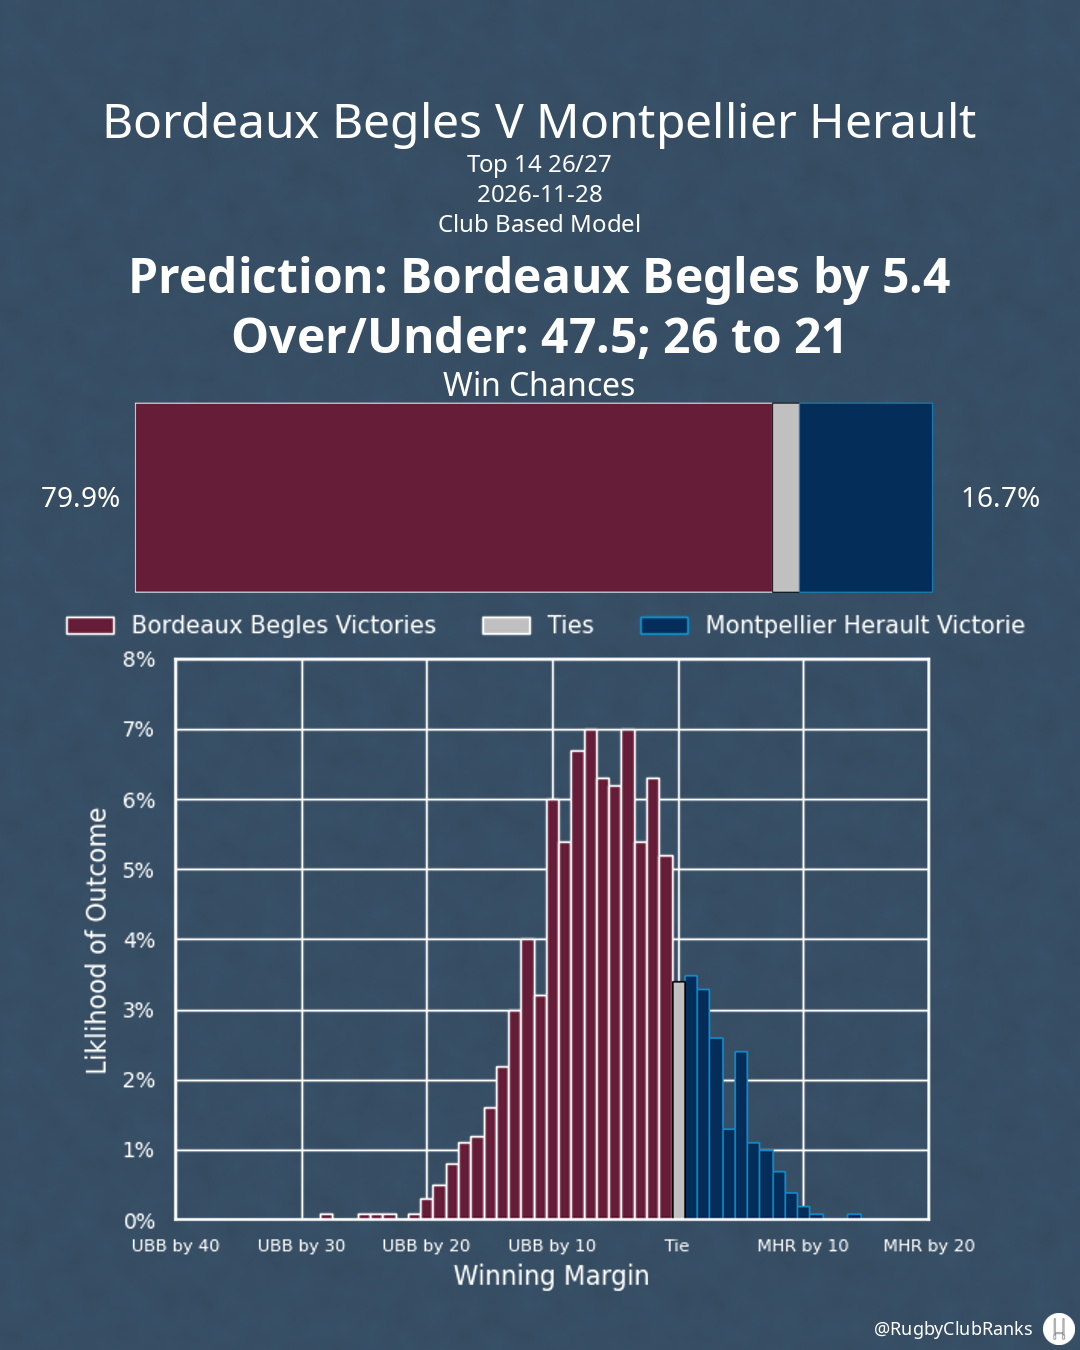 Bordeaux Begles V Montpellier Herault
Top 14 26/27
2026-11-28
Club Based Model
Prediction: Bordeaux Begles by 5.4
Over/Under: 47.5; 26 to 21
Win Chances
79.9%
16.7%
Bordeaux Begles Victories
Ties
Montpellier Herault Victorie
8%
7%
6%
5%
4%
3%
2%
1%
0%
Liklihood of Outcome
UBB by 40
UBB by 30
UBB by 20
UBB by 10
Tie
MHR by 10
MHR by 20
Winning Margin
@RugbyClubRanks